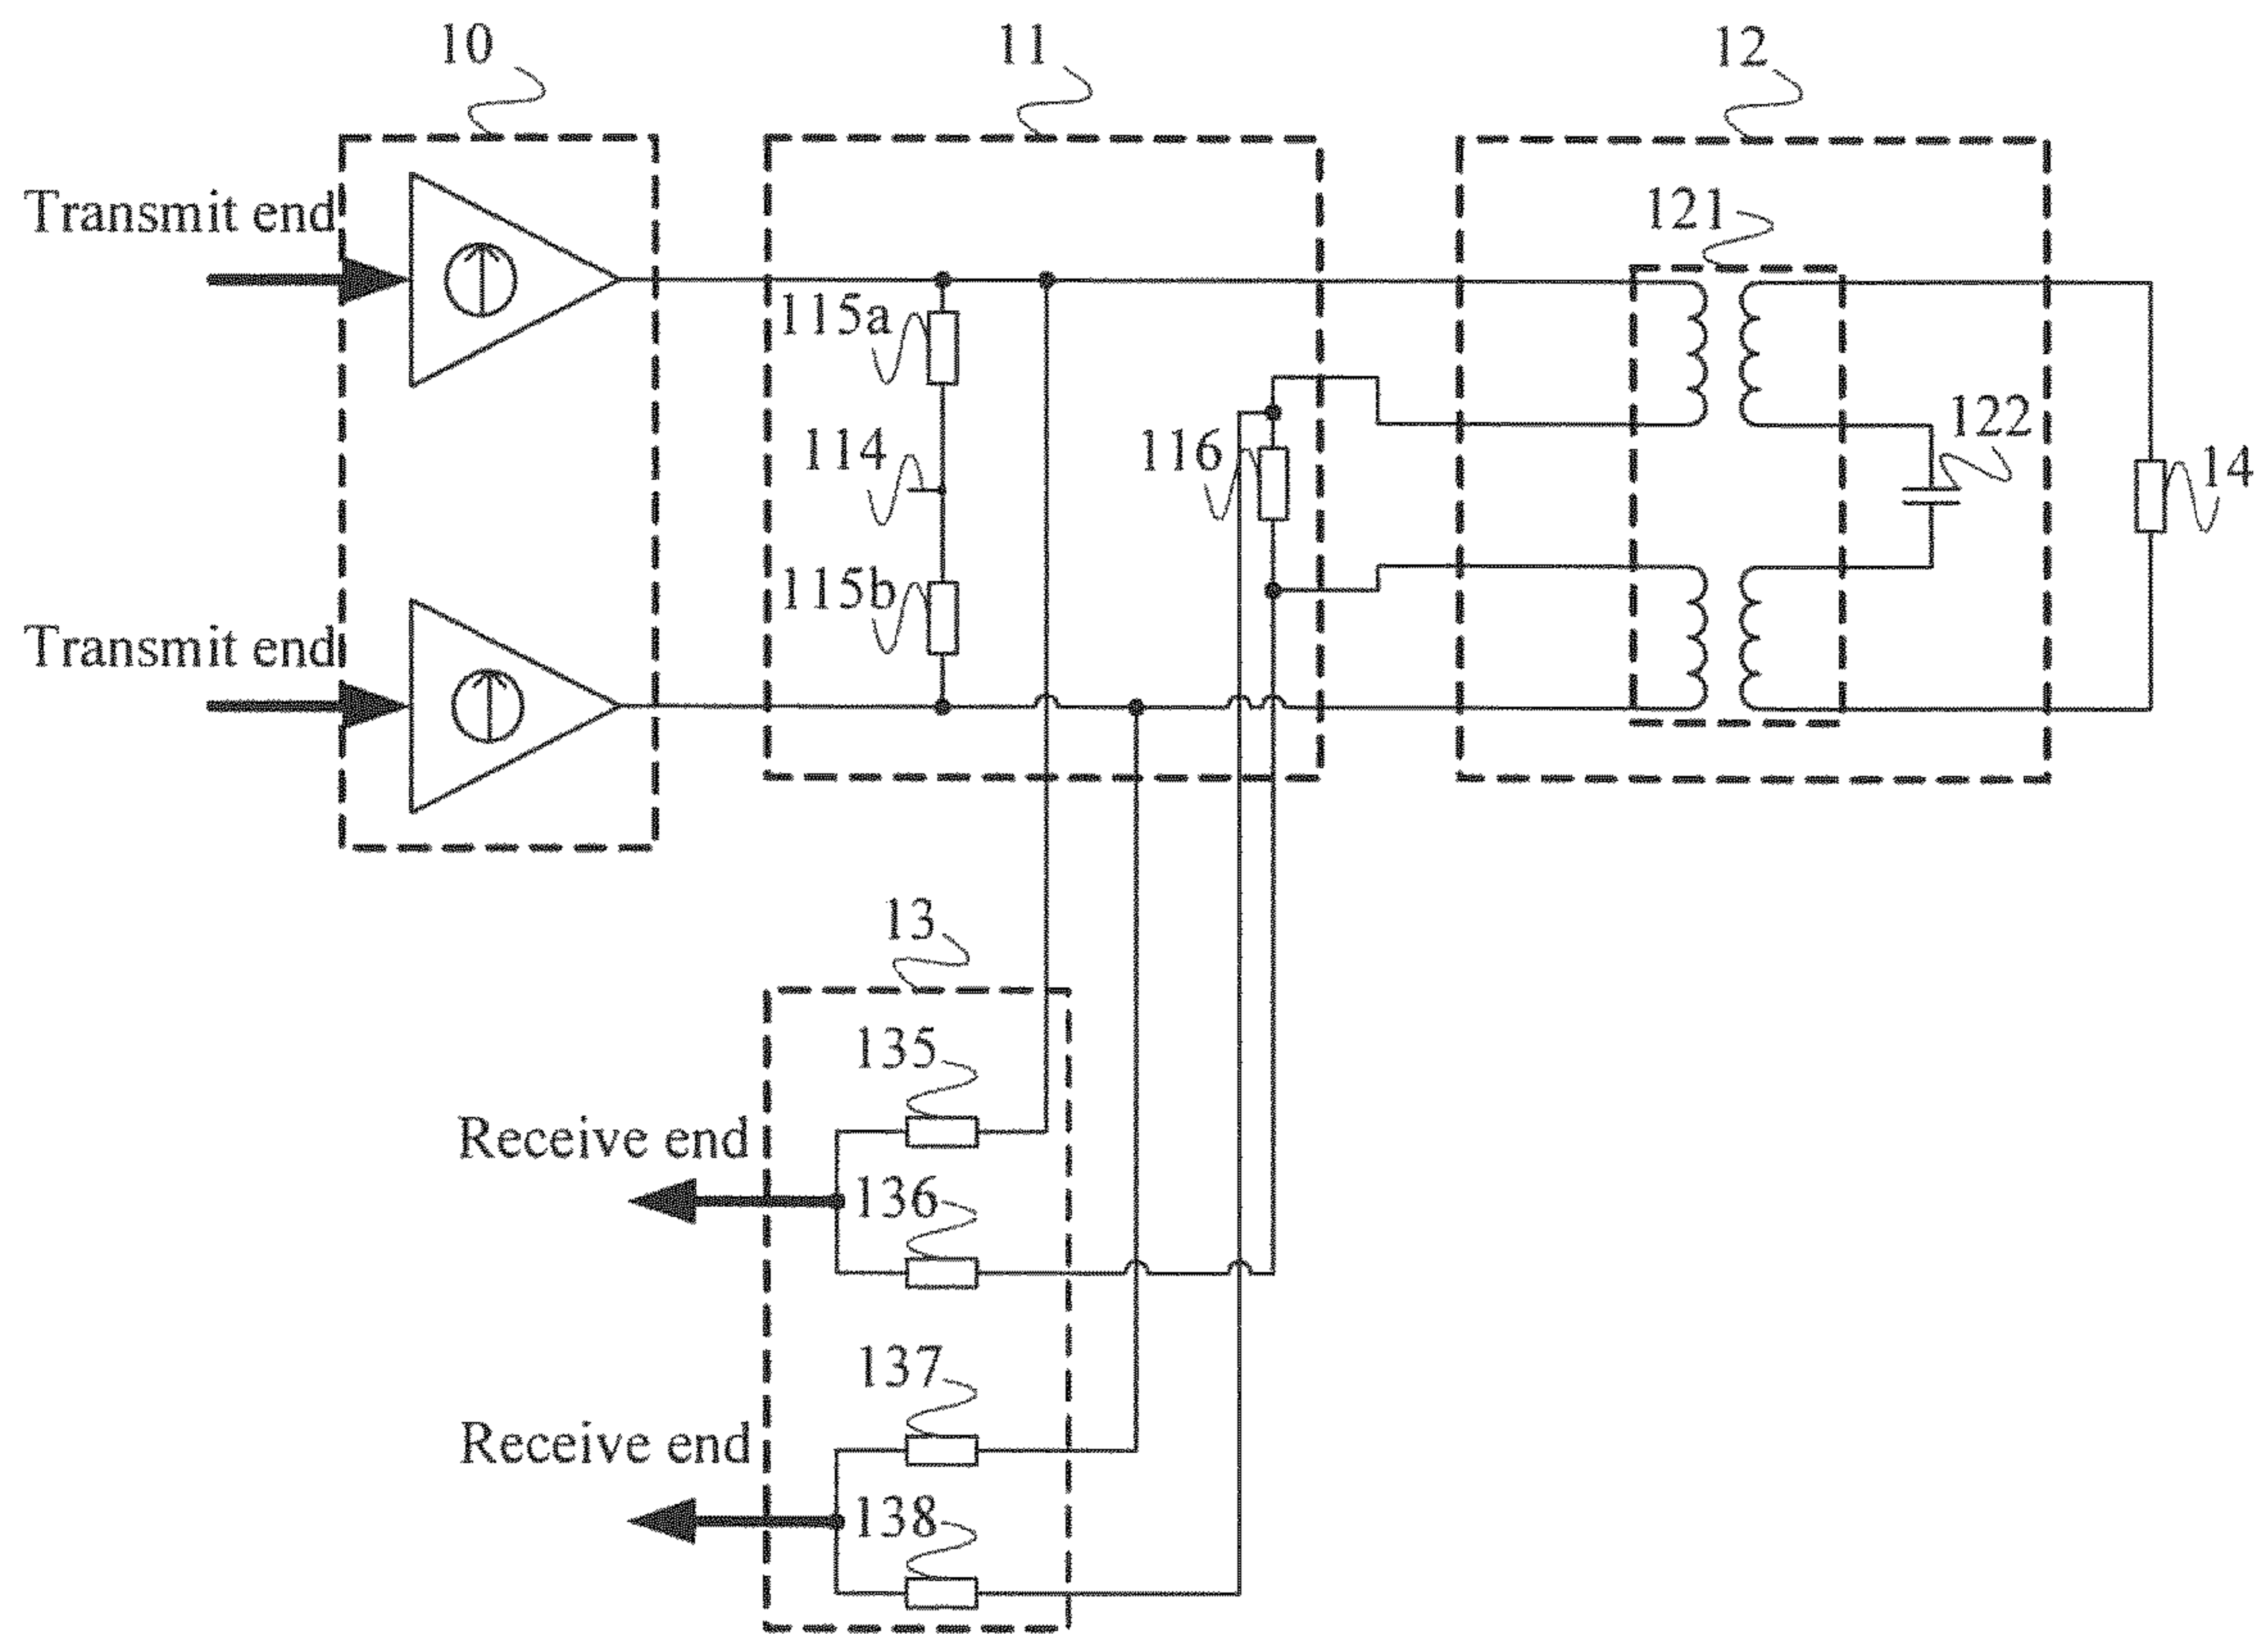 10
11
12
Transmit end
121
115a
122
114
116
14
115b
Transmit end
13
135
Receive end
136
137
Receive end
138